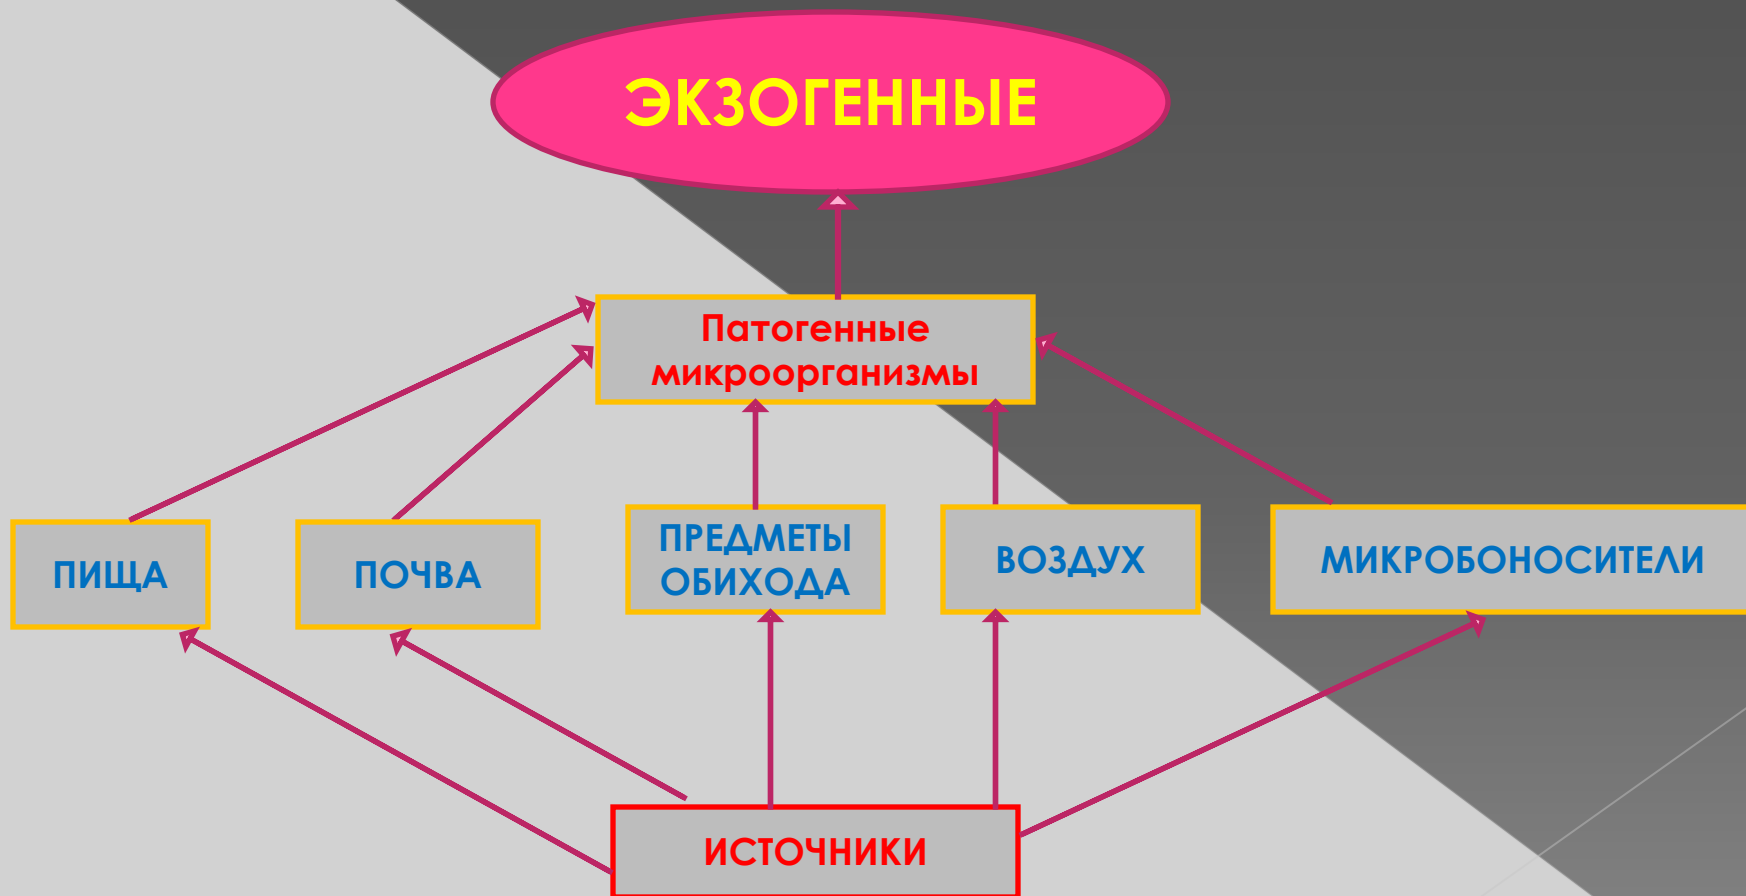 ЭКЗОГЕННЫЕ
Патогенные
микроорганизмы
ПИЩА
ПОЧВА
ПРЕДМЕТЫ
ОБИХОДА
ВОЗДУХ
МИКРОБОНОСИТЕЛИ
ИСТОЧНИКИ